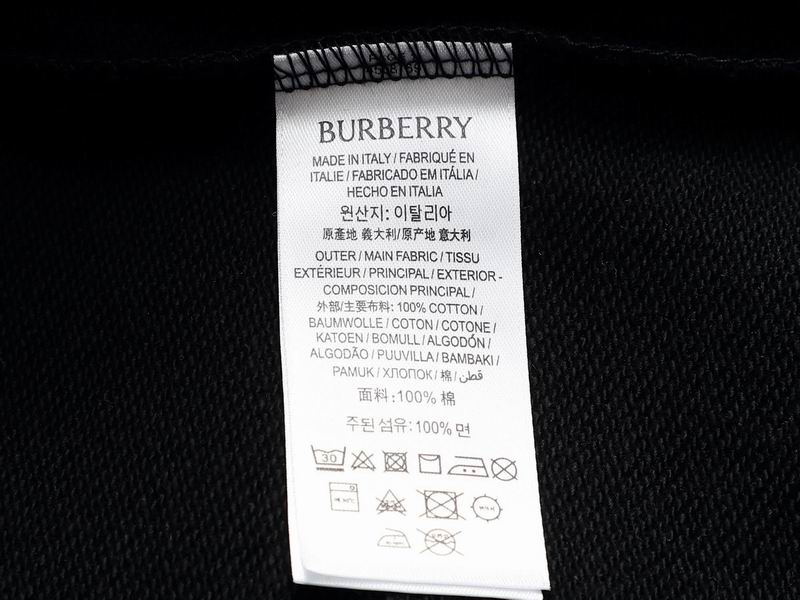 BURBERRY
MADE IN ITALY / FABRIQUÉ EN
ITALIE / FABRICADO EM ITÁLIA /
HECHO EN ITALIA
원산지: 이탈리아
原產地 義大利/原产地 意大利
OUTER / MAIN FABRIC / TISSU
EXTÉRIEUR / PRINCIPAL / EXTERIOR -
COMPOSICION PRINCIPAL /
外部/主要布料: 100% COTTON /
BAUMWOLLE / COTON / COTONE /
KATOEN / BOMULL / ALGODÓN /
ALGODÃO / PUUVILLA / BAMBAKI /
PAMUK / ХЛОПОК / 棉 / قطن
面料:100% 棉
주된 섬유: 100% 면
30